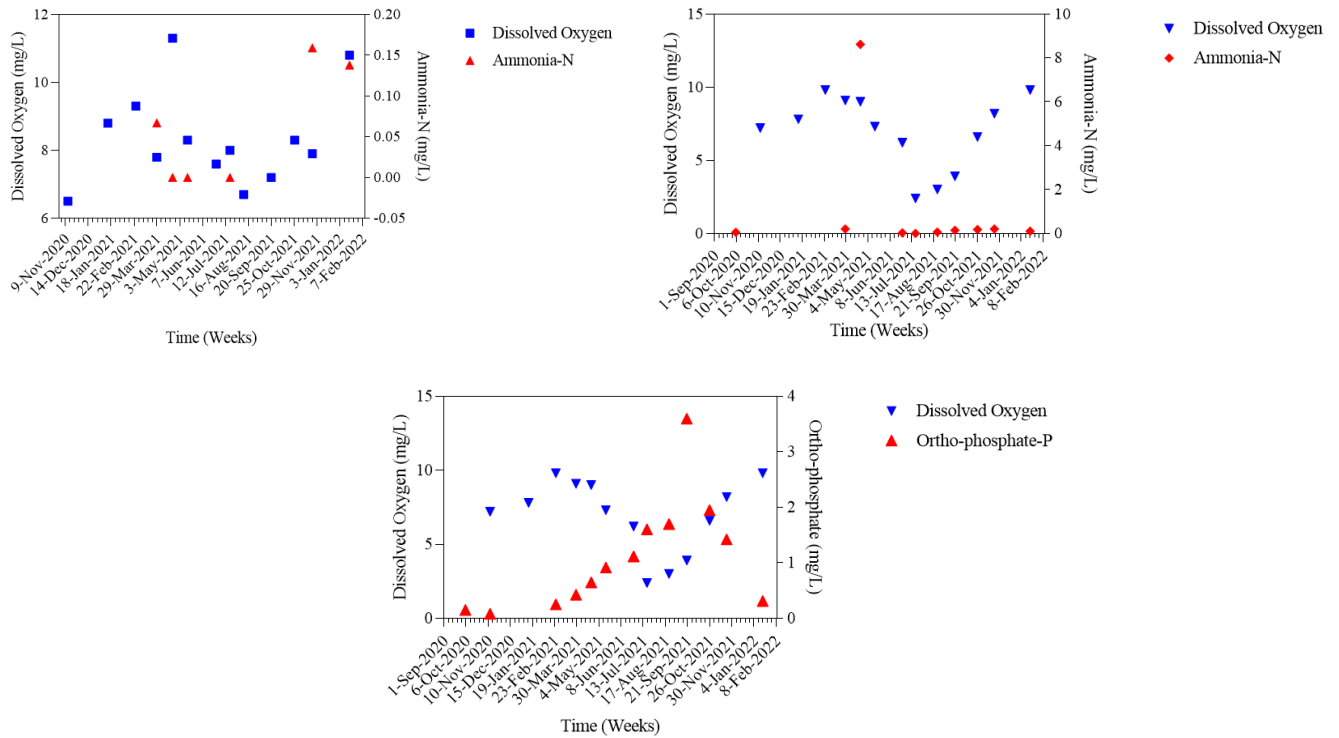 Dissolved Oxygen (mg/L)
12
10
8
6
0.20
0.15
0.10
0.05
0.00
-0.05
Ammonia-N (mg/L)
Dissolved Oxygen
Ammonia-N
9-Nov-2020
14-Dec-2020
18-Jan-2021
22-Feb-2021
29-Mar-2021
3-May-2021
7-Jun-2021
12-Jul-2021
16-Aug-2021
20-Sep-2021
25-Oct-2021
29-Nov-2021
3-Jan-2022
7-Feb-2022
Time (Weeks)
Dissolved Oxygen (mg/L)
15
10
5
0
10
8
6
4
2
0
Ammonia-N (mg/L)
Dissolved Oxygen
Ammonia-N
1-Sep-2020
6-Oct-2020
10-Nov-2020
15-Dec-2020
19-Jan-2021
23-Feb-2021
30-Mar-2021
4-May-2021
8-Jun-2021
13-Jul-2021
17-Aug-2021
21-Sep-2021
26-Oct-2021
30-Nov-2021
4-Jan-2022
8-Feb-2022
Time (Weeks)
Dissolved Oxygen (mg/L)
15
10
5
0
4
3
2
1
0
Ortho-phosphate (mg/L)
Dissolved Oxygen
Ortho-phosphate-P
1-Sep-2020
6-Oct-2020
10-Nov-2020
15-Dec-2020
19-Jan-2021
23-Feb-2021
30-Mar-2021
4-May-2021
8-Jun-2021
13-Jul-2021
17-Aug-2021
21-Sep-2021
26-Oct-2021
30-Nov-2021
4-Jan-2022
8-Feb-2022
Time (Weeks)